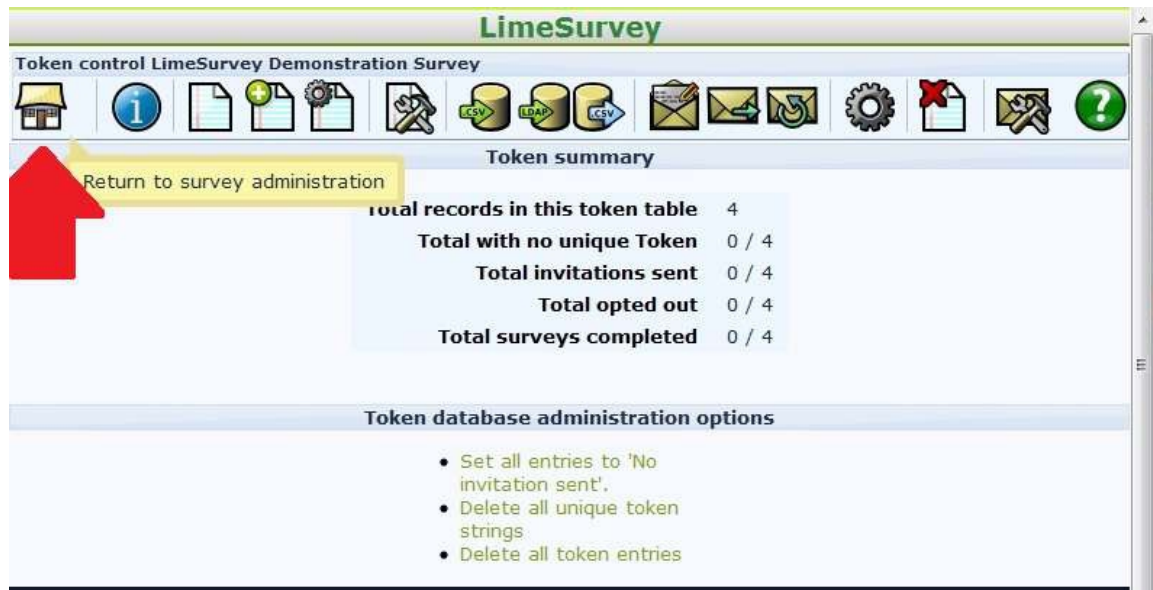 LimeSurvey
Token control LimeSurvey Demonstration Survey
.CSV LDAP .CSV
?
Token summary
Return to survey administration
Total records in this token table 4
Total with no unique Token 0 / 4
Total invitations sent 0 / 4
Total opted out 0 / 4
Total surveys completed 0 / 4
Token database administration options
• Set all entries to 'No
invitation sent'.
• Delete all unique token
strings
• Delete all token entries